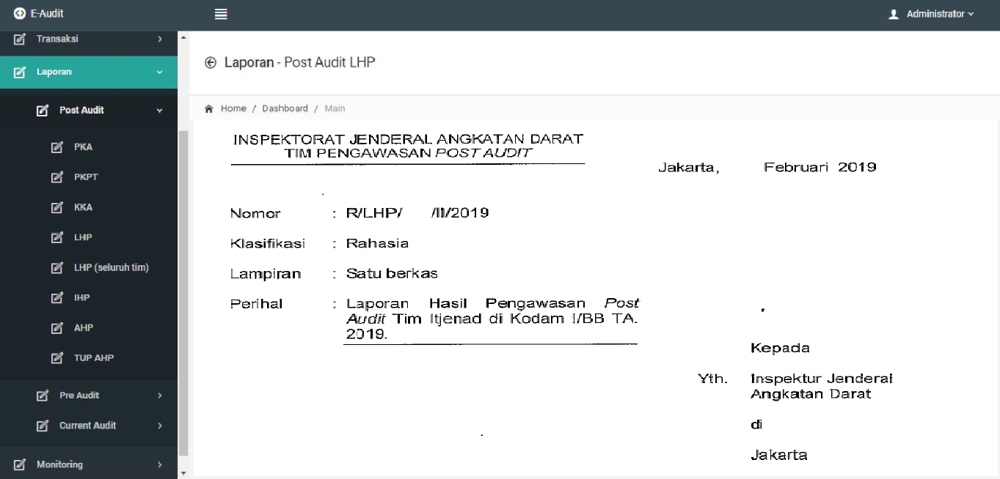 E-Audit
Administrator
Transaksi
Laporan
Post Audit
PKA
PKPT
KKA
LHP
LHP (seluruh tim)
IHP
AHP
TUP AHP
Pre Audit
Current Audit
Monitoring
Laporan - Post Audit LHP
Home / Dashboard / Main
INSPEKTORAT JENDERAL ANGKATAN DARAT
TIM PENGAWASAN POST AUDIT
Jakarta, Februari 2019
Nomor : R/LHP/ /II/2019
Klasifikasi : Rahasia
Lampiran : Satu berkas
Perihal : Laporan Hasil Pengawasan Post
Audit Tim Itjenad di Kodam I/BB TA.
2019.
Kepada
Yth. Inspektur Jenderal
Angkatan Darat
di
Jakarta